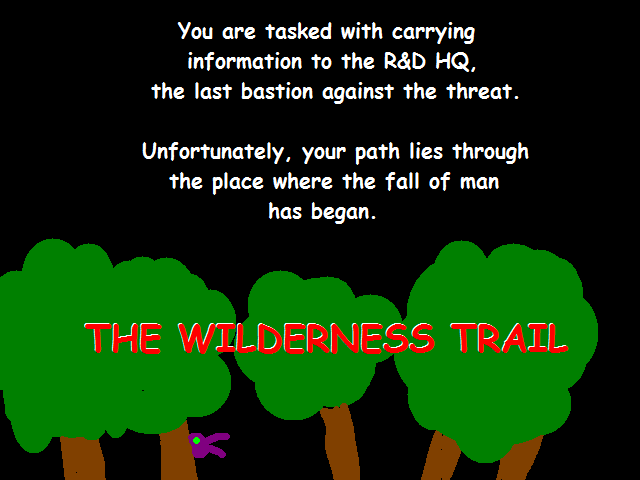 You are tasked with carrying
information to the R&D HQ,
the last bastion against the threat.
Unfortunately, your path lies through
the place where the fall of man
has began.
THE WILDERNESS TRAIL